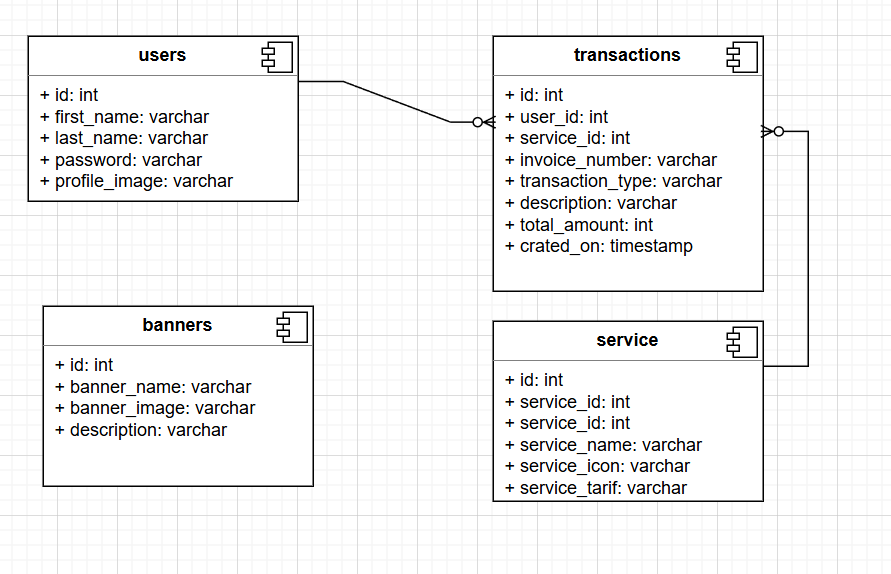 users
+ id: int
+ first_name: varchar
+ last_name: varchar
+ password: varchar
+ profile_image: varchar
transactions
+ id: int
+ user_id: int
+ service_id: int
+ invoice_number: varchar
+ transaction_type: varchar
+ description: varchar
+ total_amount: int
+ crated_on: timestamp
banners
+ id: int
+ banner_name: varchar
+ banner_image: varchar
+ description: varchar
service
+ id: int
+ service_id: int
+ service_id: int
+ service_name: varchar
+ service_icon: varchar
+ service_tarif: varchar